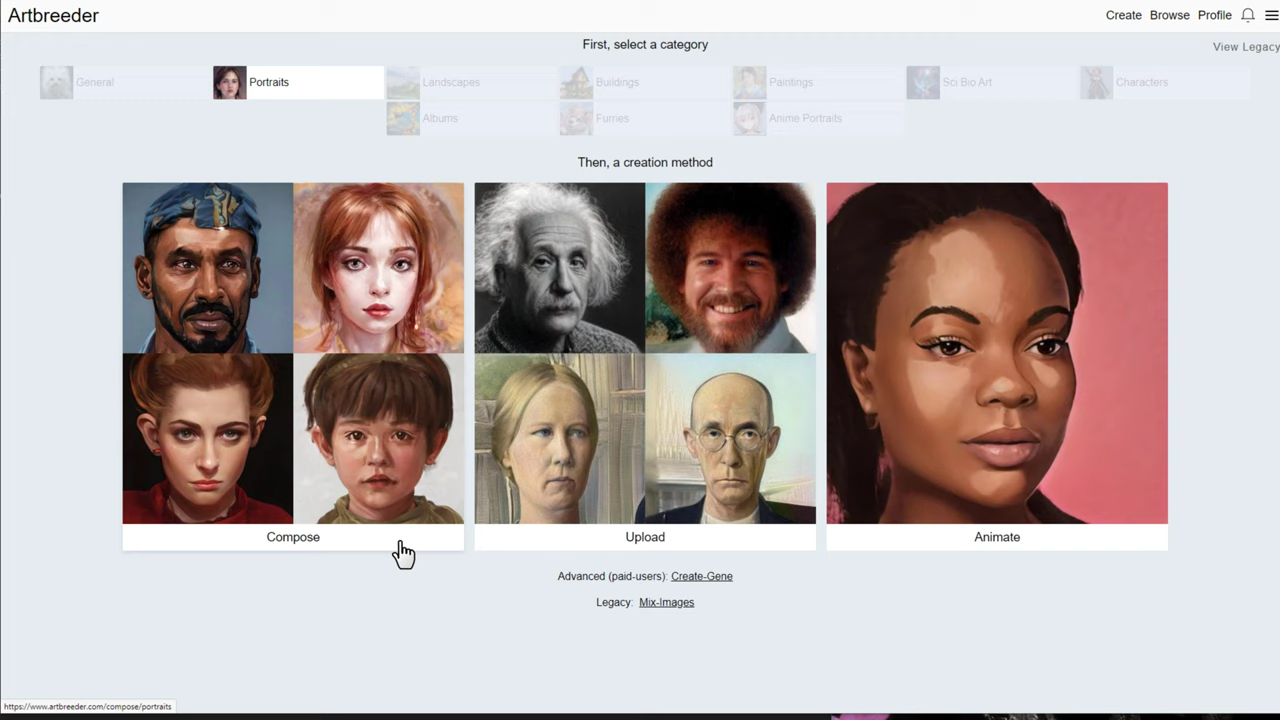 Artbreeder
Create Browse Profile
First, select a category
View Legacy
General Portraits Landscapes Buildings Paintings Sci Bio Art Characters
Albums Furries Anime Portraits
Then, a creation method
Compose Upload Animate
Advanced (paid-users): Create-Gene
Legacy: Mix-Images
https://www.artbreeder.com/compose/portraits